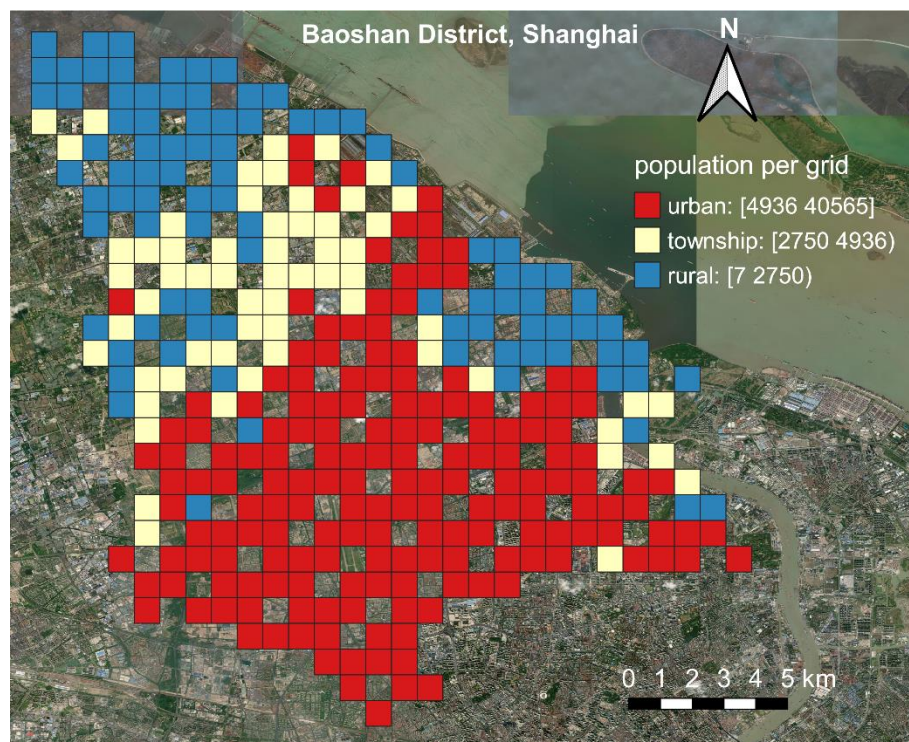 Baoshan District, Shanghai
N
population per grid
urban: [4936 40565]
township: [2750 4936)
rural: [7 2750)
0 1 2 3 4 5 km